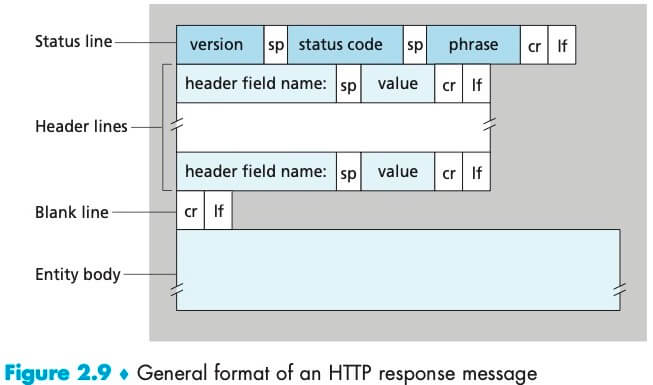 Status line
version sp status code sp phrase cr lf
header field name: sp value cr lf
Header lines
header field name: sp value cr lf
Blank line
cr lf
Entity body
Figure 2.9 ♦ General format of an HTTP response message